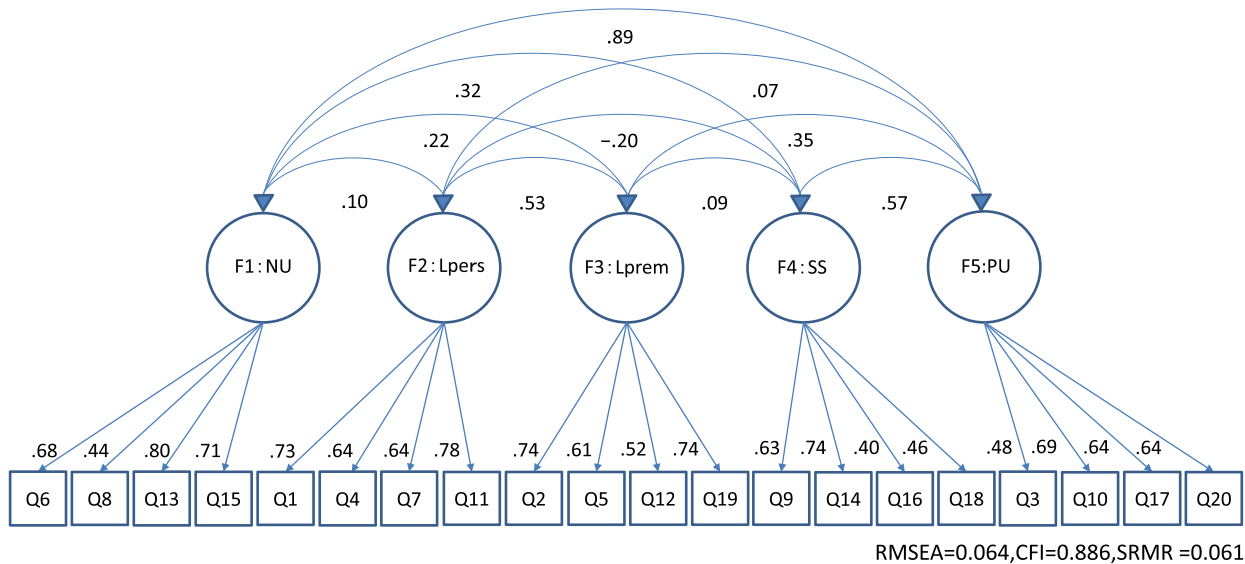 .89
.32 .07
.22 −.20 .35
.10 .53 .09 .57
F1：NU F2：Lpers F3：Lprem F4：SS F5:PU
.68 .44 .80 .71 .73 .64 .64 .78 .74 .61 .52 .74 .63 .74 .40 .46 .48 .69 .64 .64
Q6 Q8 Q13 Q15 Q1 Q4 Q7 Q11 Q2 Q5 Q12 Q19 Q9 Q14 Q16 Q18 Q3 Q10 Q17 Q20
RMSEA=0.064,CFI=0.886,SRMR =0.061